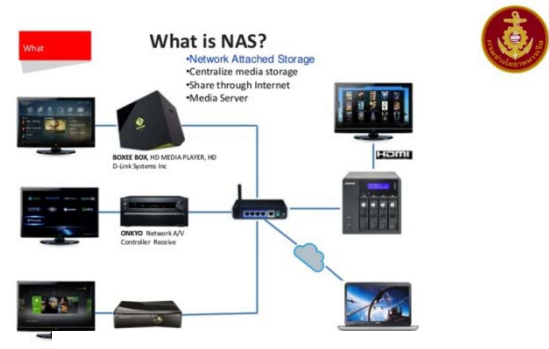 What
What is NAS?
•Network Attached Storage
•Centralize media storage
•Share through Internet
•Media Server
HDMI
BOXEE BOX, HD MEDIA PLAYER, HD
D-Link Systems Inc
ONKYO Network A/V
Controller Receive